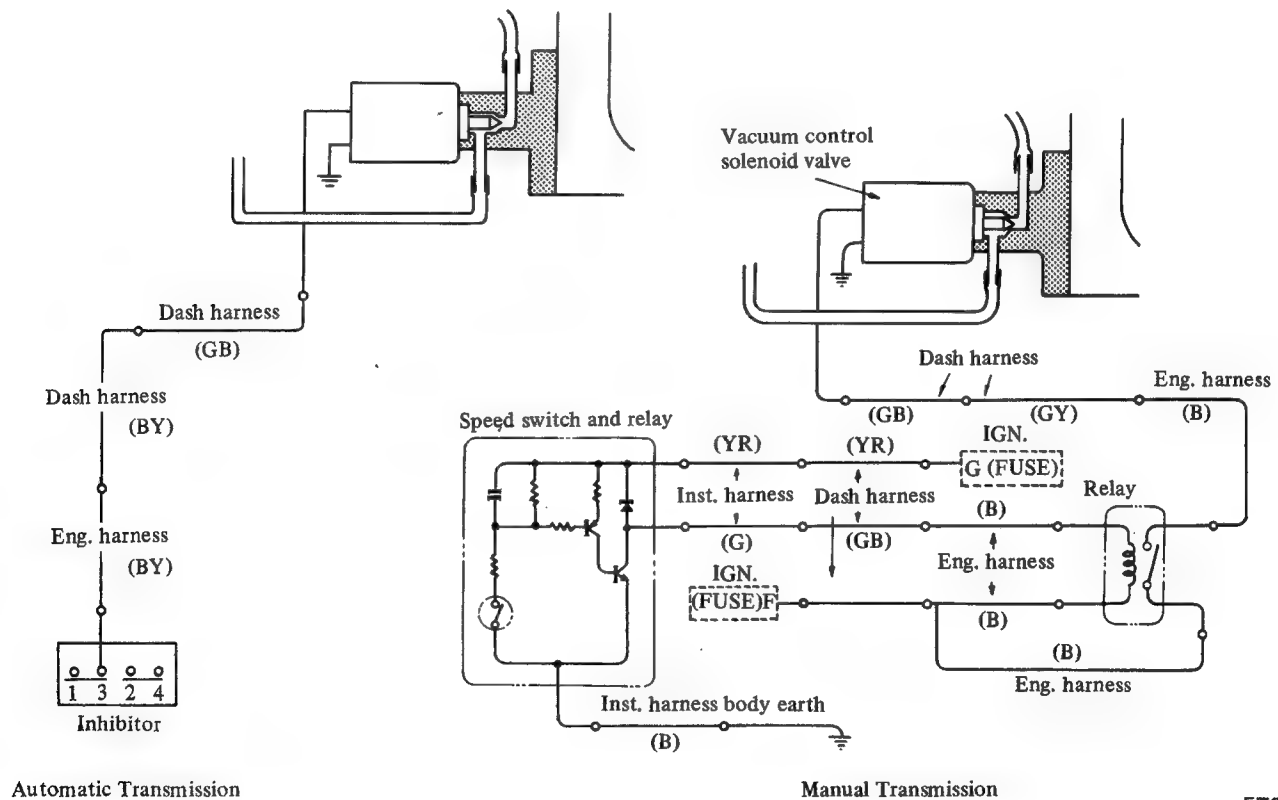 Vacuum control
solenoid valve
Dash harness
(GB)
Dash harness
(BY)
Eng. harness
(BY)
1 3 2 4
Inhibitor
Automatic Transmission
Dash harness
(GB)
(GY)
Eng. harness
(B)
Speed switch and relay
(YR)
(YR)
IGN.
G (FUSE)
Inst. harness
Dash harness
(B)
Relay
(G)
(GB)
Eng. harness
IGN.
(FUSE)F
(B)
(B)
Eng. harness
Inst. harness body earth
(B)
Manual Transmission